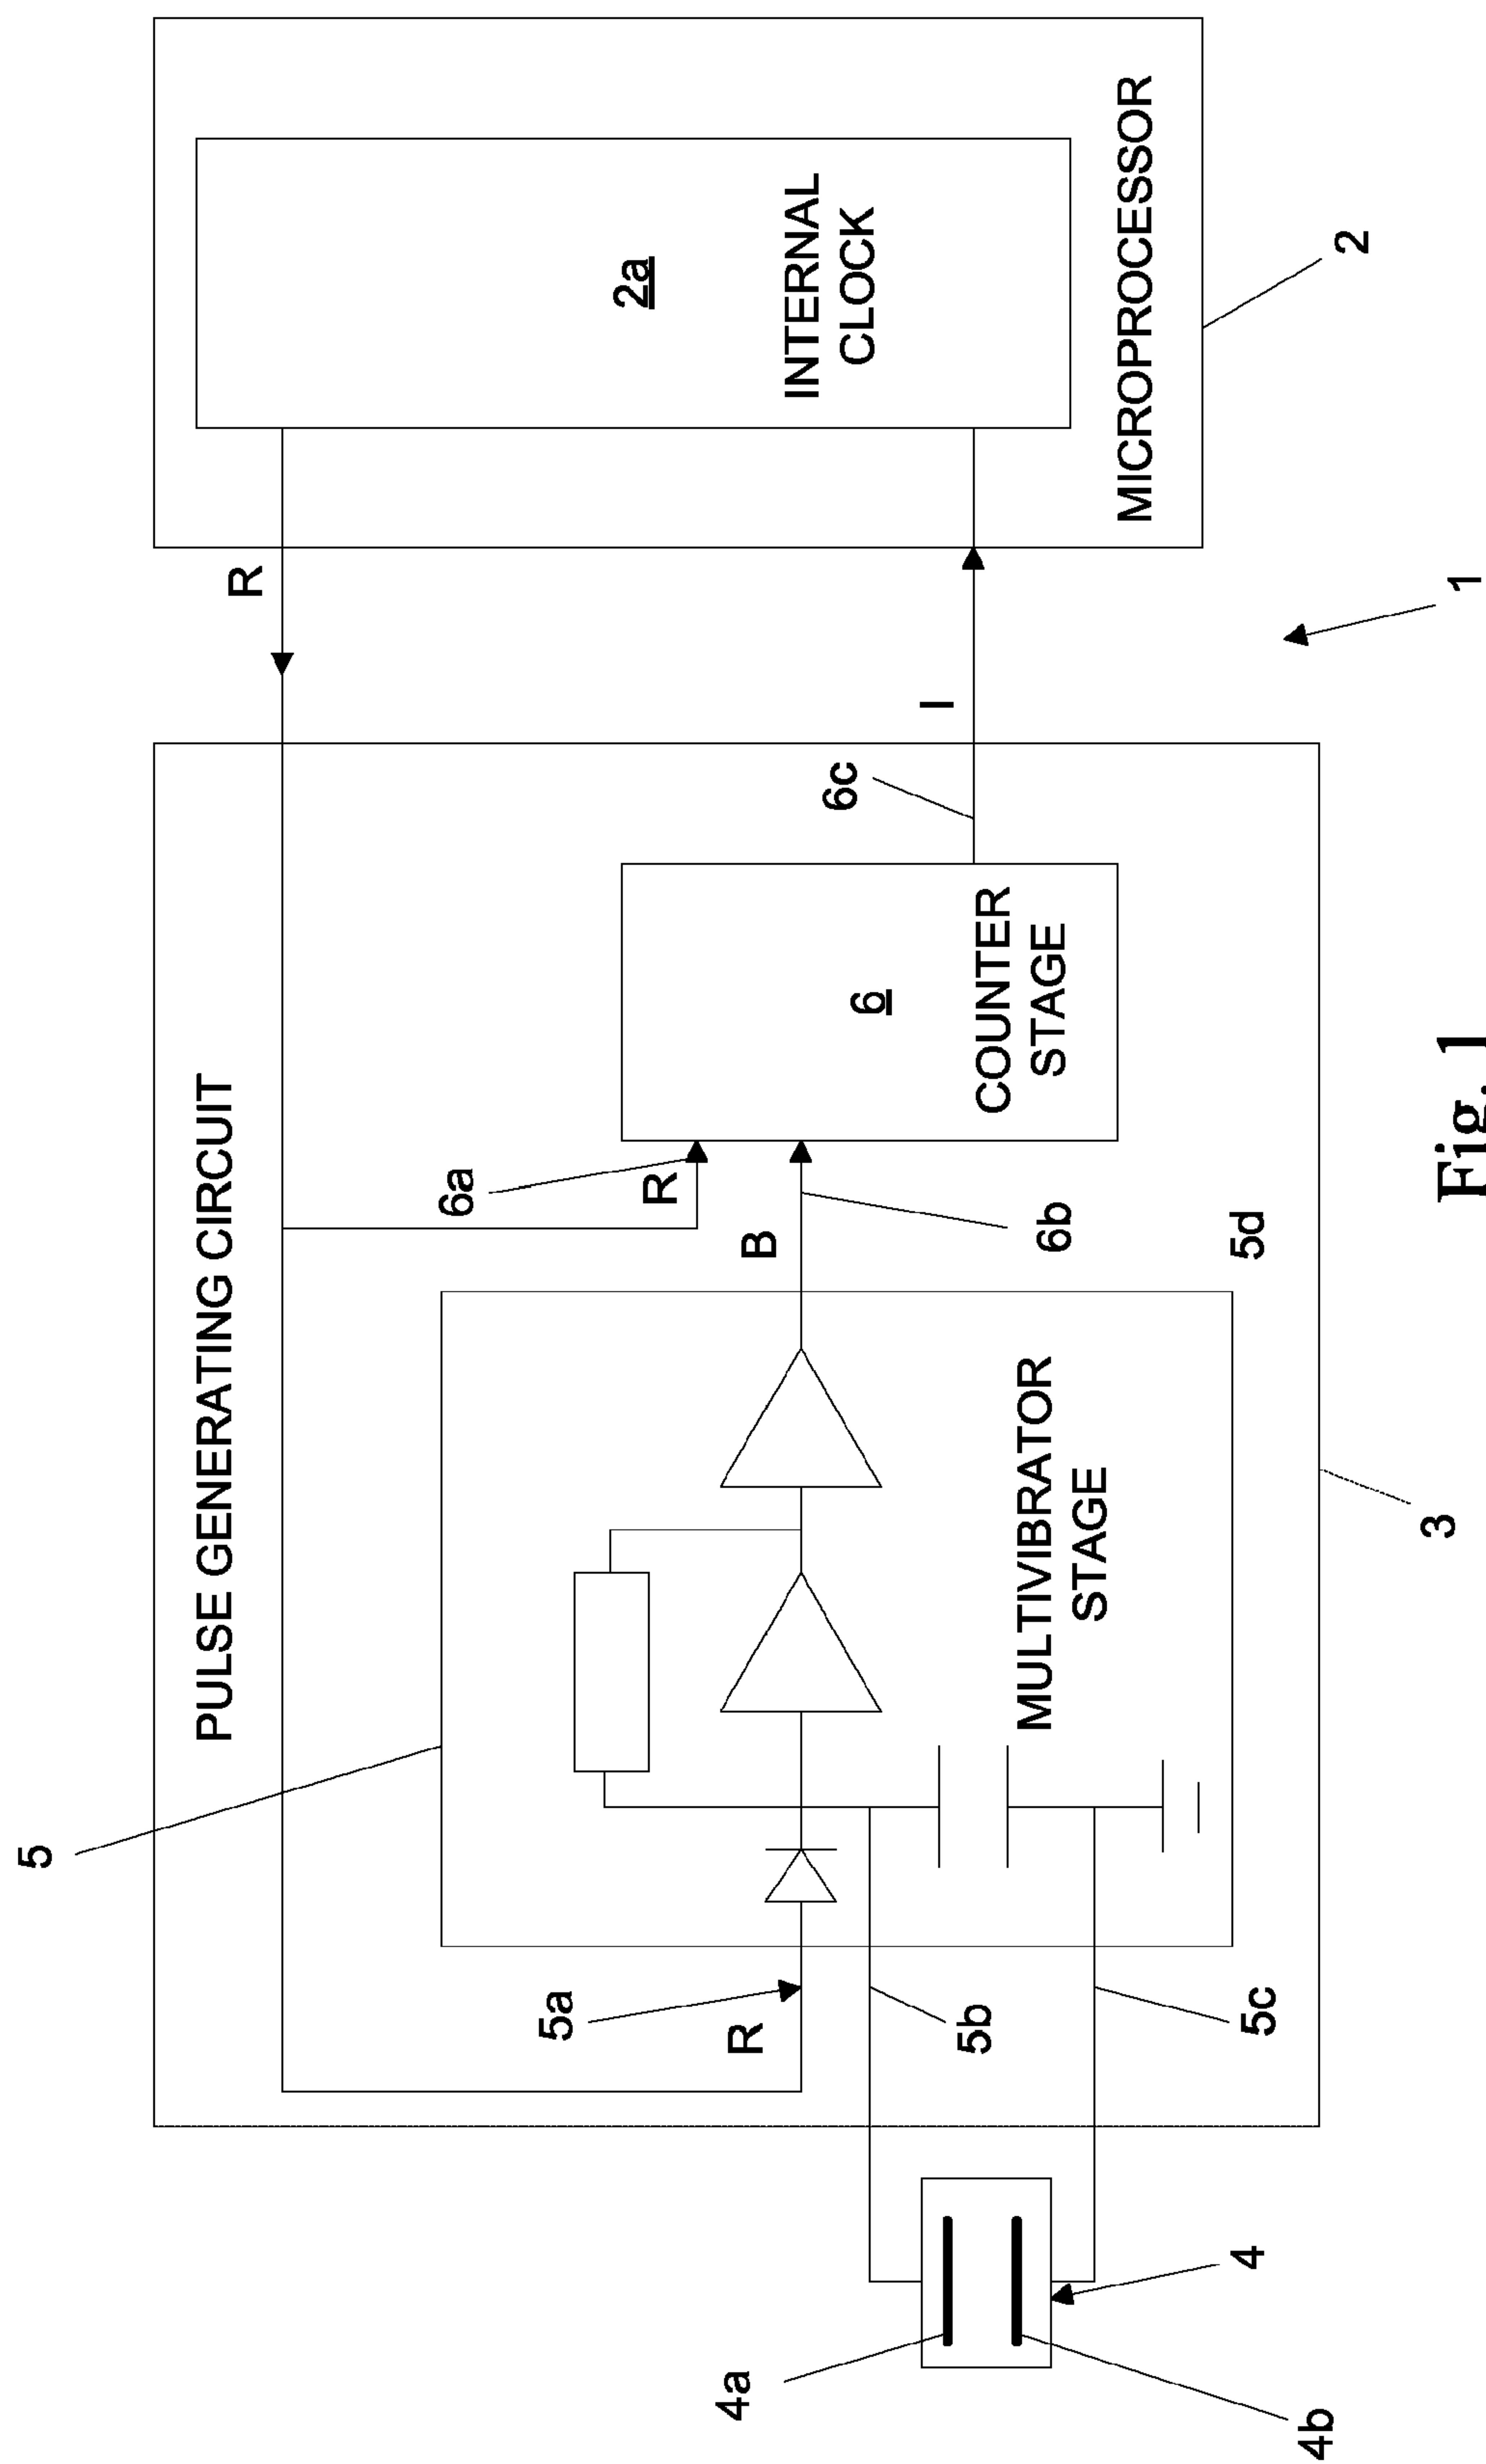 5
PULSE GENERATING CIRCUIT
R
2a
INTERNAL
CLOCK
MICROPROCESSOR
2
5a
R
6a
R
B
6
COUNTER
STAGE
6c
I
1
MULTIVIBRATOR
STAGE
6b
5d
5b
5c
3
4a
4
4b
Fig. 1